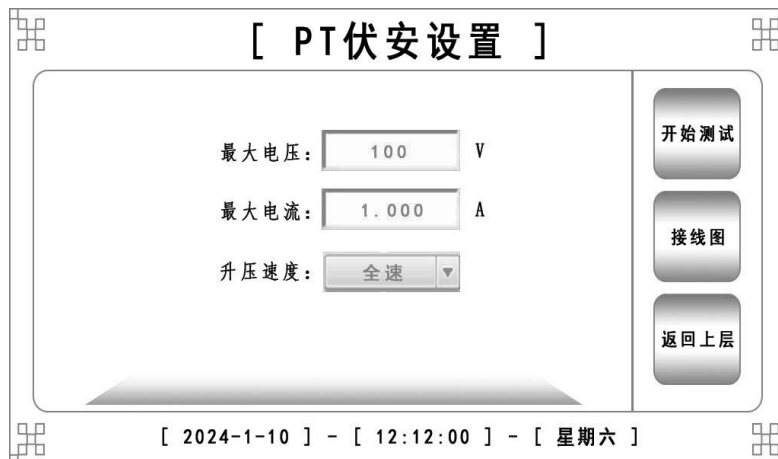 [ PT伏安设置 ]
最大电压： 100 V
最大电流： 1.000 A
升压速度： 全速
开始测试
接线图
返回上层
[ 2024-1-10 ] - [ 12:12:00 ] - [ 星期六 ]